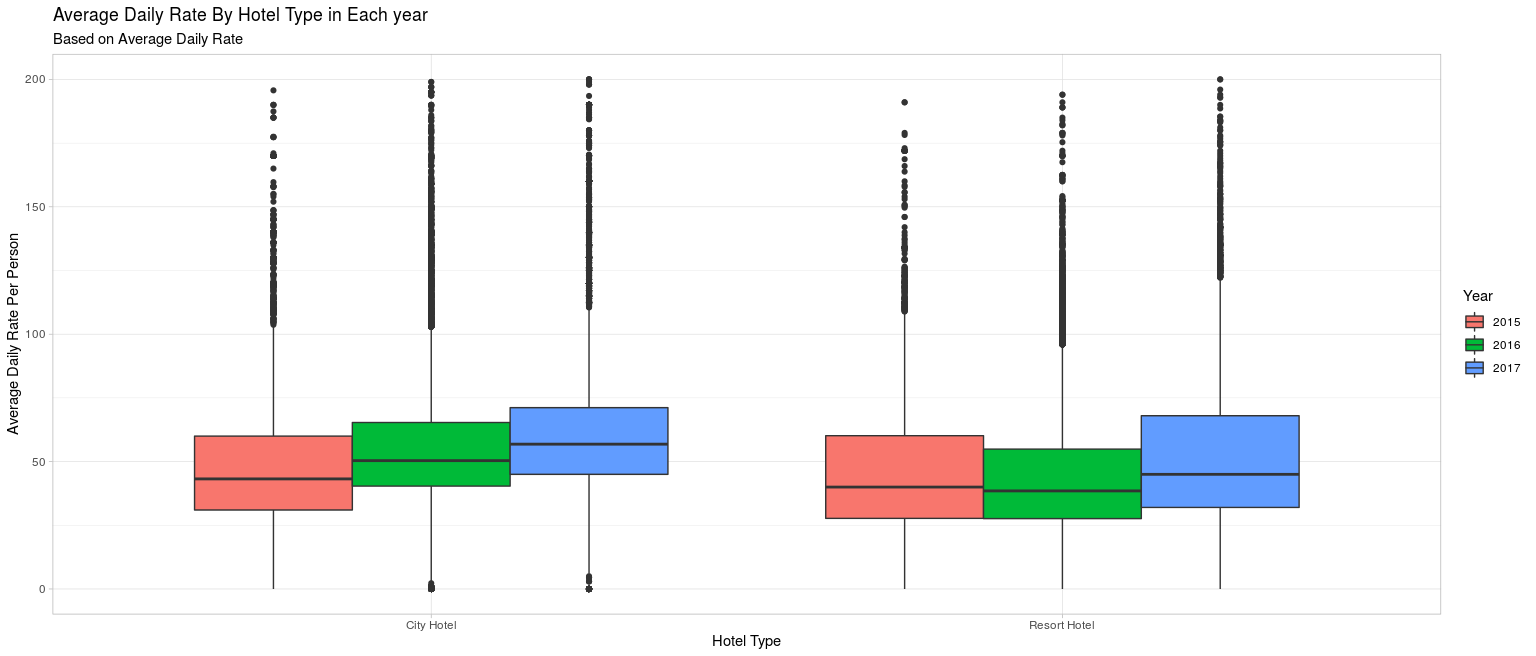 Average Daily Rate By Hotel Type in Each year
Based on Average Daily Rate
200
150
100
50
0
Average Daily Rate Per Person
City Hotel
Resort Hotel
Hotel Type
Year
2015
2016
2017